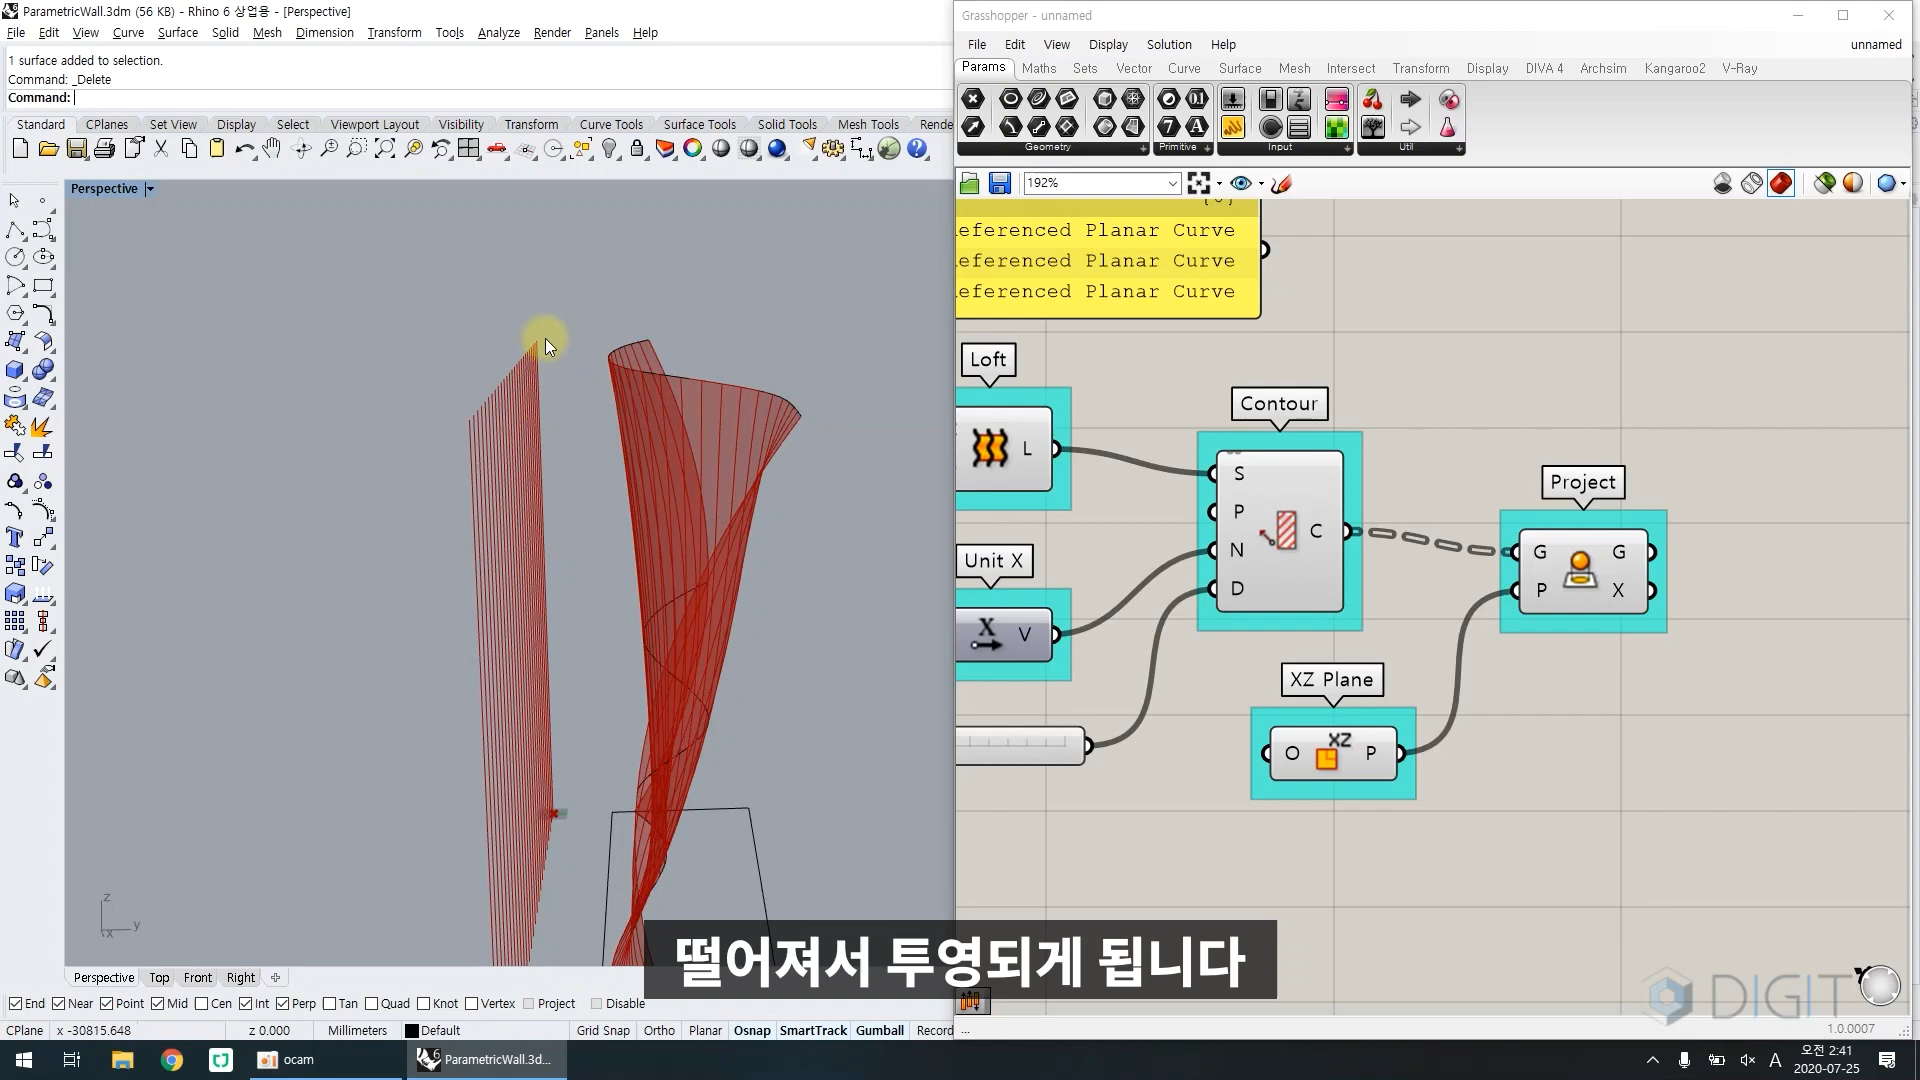 ParametricWall.3dm (56 KB) - Rhino 6 상업용 - [Perspective]
File Edit View Curve Surface Solid Mesh Dimension Transform Tools Analyze Render Panels Help
1 surface added to selection.
Command: _Delete
Command:
Standard CPlanes Set View Display Select Viewport Layout Visibility Transform Curve Tools Surface Tools Solid Tools Mesh Tools Rende
Perspective
z
y
x
Perspective Top Front Right
End Near Point Mid Cen Int Perp Tan Quad Knot Vertex Project Disable
CPlane x -30815.648 z 0.000 Millimeters Default Grid Snap Ortho Planar Osnap SmartTrack Gumball Record
Grasshopper - unnamed
File Edit View Display Solution Help unnamed
Params Maths Sets Vector Curve Surface Mesh Intersect Transform Display DIVA 4 Archsim Kangaroo2 V-Ray
Geometry Primitive Input Util
192%
eferenced Planar Curve
eferenced Planar Curve
eferenced Planar Curve
Loft
L
Contour
S
P
N
D
C
Project
G G
P X
Unit X
X V
XZ Plane
O XZ P
떨어져서 투영되게 됩니다
DIGIT
... 1.0.0007
ocam ParametricWall.3d... A 오전 2:41
2020-07-25